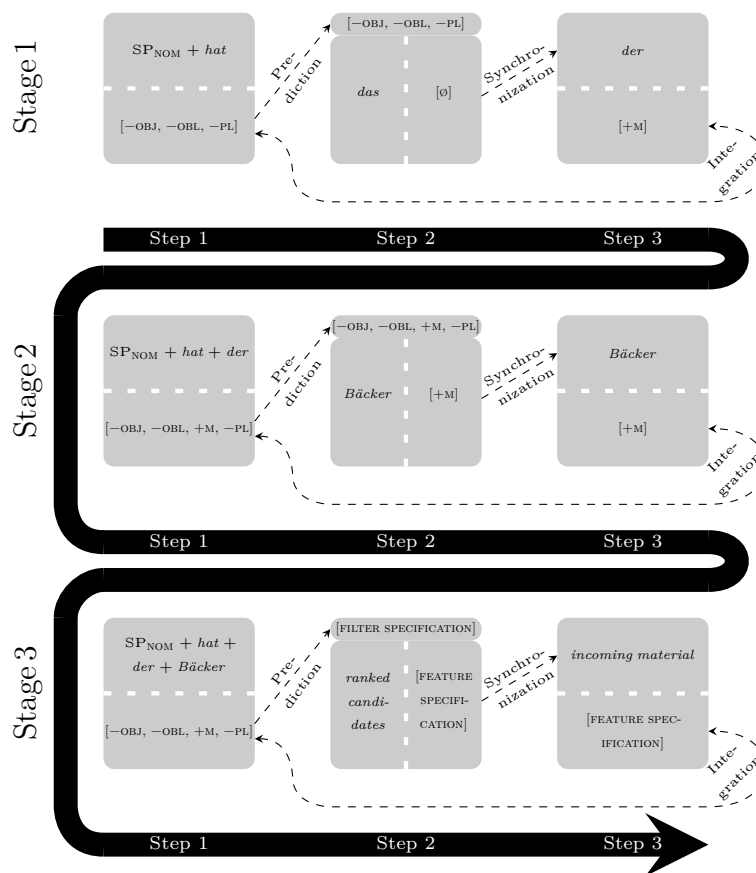 Stage 1
SP_NOM + hat
[−OBJ, −OBL, −PL]
Pre-
diction
[−OBJ, −OBL, −PL]
das
[ø]
Synchro-
nization
der
[+M]
Inte-
gration
Step 1
Step 2
Step 3
Stage 2
SP_NOM + hat + der
[−OBJ, −OBL, +M, −PL]
Pre-
diction
[−OBJ, −OBL, +M, −PL]
Bäcker
[+M]
Synchro-
nization
Bäcker
[+M]
Inte-
gration
Step 1
Step 2
Step 3
Stage 3
SP_NOM + hat +
der + Bäcker
[−OBJ, −OBL, +M, −PL]
Pre-
diction
[FILTER SPECIFICATION]
ranked
candi-
dates
[FEATURE
SPECIFI-
CATION]
Synchro-
nization
incoming material
[FEATURE SPEC-
IFICATION]
Inte-
gration
Step 1
Step 2
Step 3